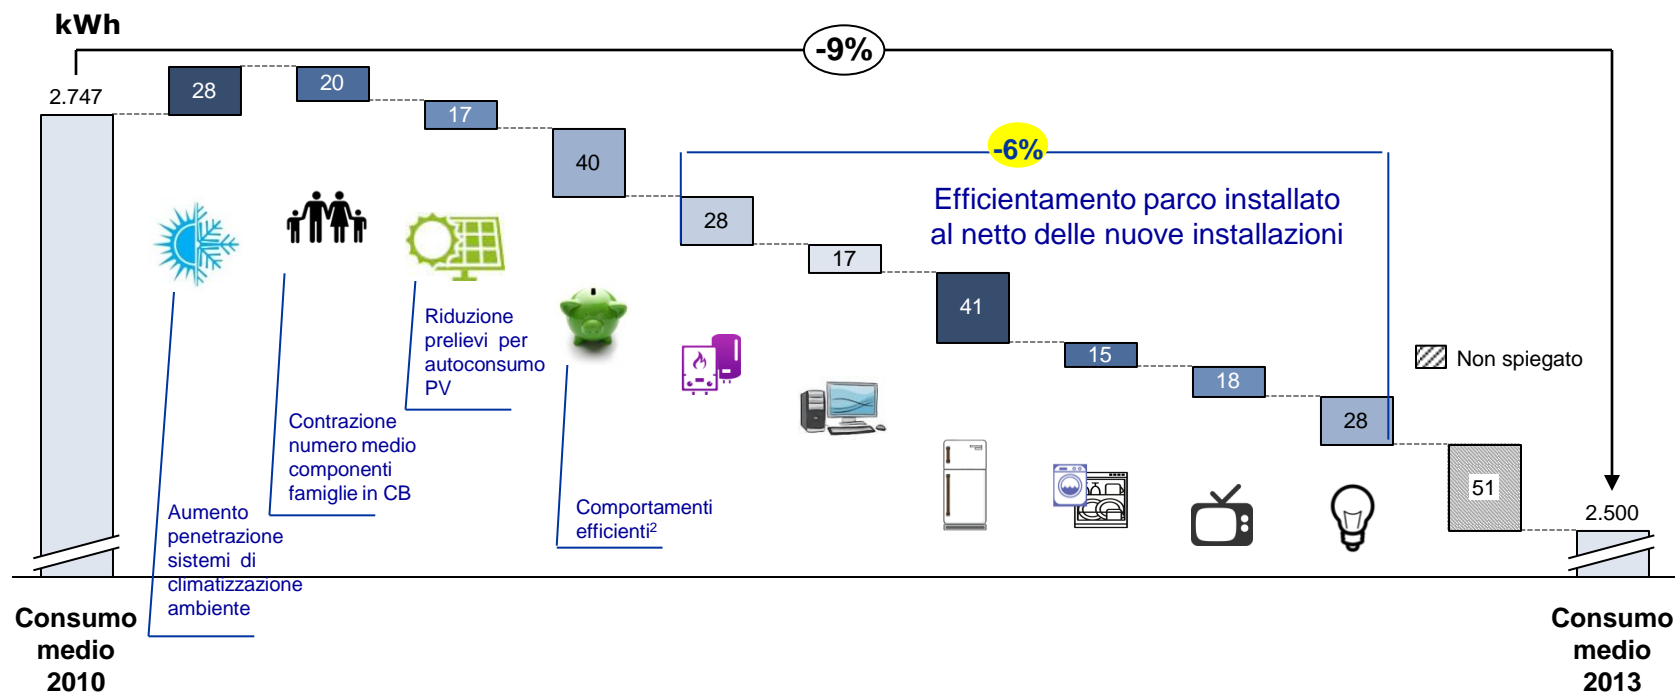 kWh
-9%
2.747
28
20
17
40
-6%
Efficientamento parco installato
al netto delle nuove installazioni
28
17
41
15
18
28
51
2.500
Non spiegato
Riduzione
prelievi per
autoconsumo
PV
Contrazione
numero medio
componenti
famiglie in CB
Comportamenti
efficienti²
Aumento
penetrazione
sistemi di
climatizzazione
ambiente
Consumo
medio
2010
Consumo
medio
2013